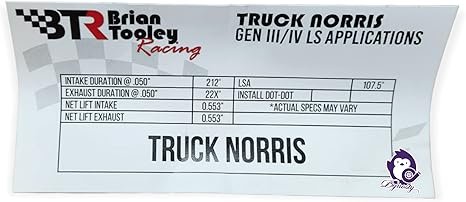 BTR Brian Tooley Racing
TRUCK NORRIS
GEN III/IV LS APPLICATIONS
INTAKE DURATION @ .050" 212° LSA 107.5°
EXHAUST DURATION @ .050" 22X° INSTALL DOT-DOT
NET LIFT INTAKE 0.553" *ACTUAL SPECS MAY VARY
NET LIFT EXHAUST 0.553"
TRUCK NORRIS